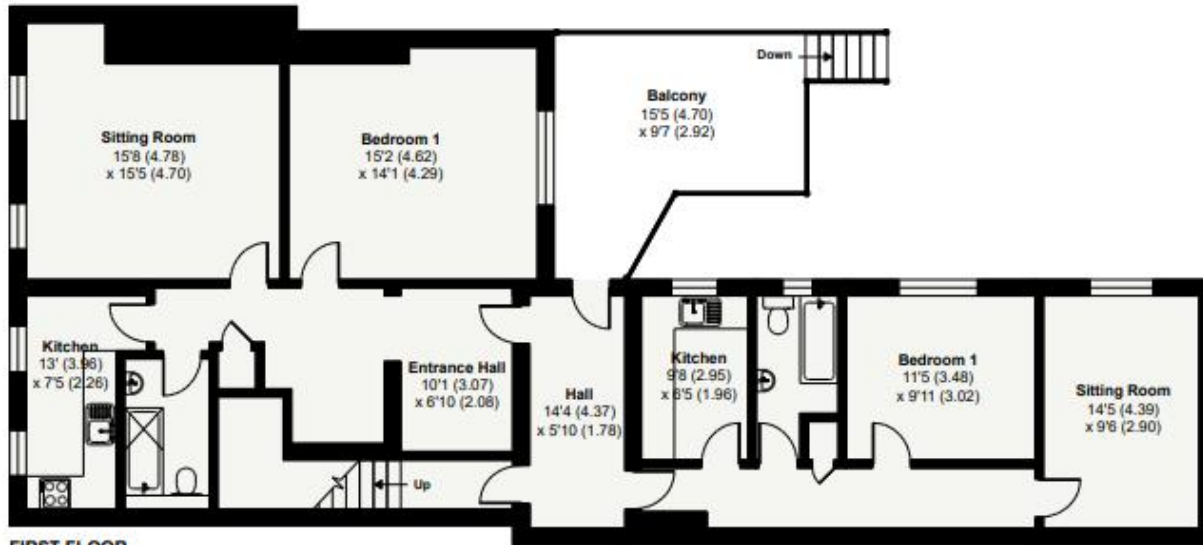 Down
Balcony
15'5 (4.70)
x 9'7 (2.92)
Sitting Room
15'8 (4.78)
x 15'5 (4.70)
Bedroom 1
15'2 (4.62)
x 14'1 (4.29)
Kitchen
13' (3.96)
x 7'5 (2.26)
Entrance Hall
10'1 (3.07)
x 6'10 (2.08)
Hall
14'4 (4.37)
x 5'10 (1.78)
Kitchen
9'8 (2.95)
x 6'5 (1.96)
Bedroom 1
11'5 (3.48)
x 9'11 (3.02)
Sitting Room
14'5 (4.39)
x 9'6 (2.90)
Up
FIRST FLOOR